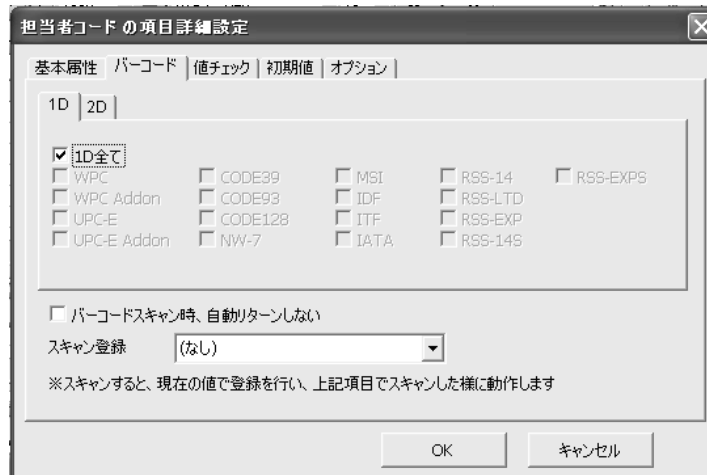 担当者コード の項目詳細設定
基本属性 バーコード 値チェック 初期値 オプション
1D 2D
1D全て
WPC CODE39 MSI RSS-14 RSS-EXPS
WPC Addon CODE93 IDF RSS-LTD
UPC-E CODE128 ITF RSS-EXP
UPC-E Addon NW-7 IATA RSS-14S
バーコードスキャン時、自動リターンしない
スキャン登録 (なし)
※スキャンすると、現在の値で登録を行い、上記項目でスキャンした様に動作します
OK キャンセル